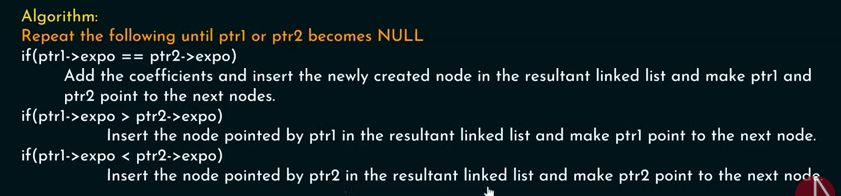 Algorithm:
Repeat the following until ptr1 or ptr2 becomes NULL
if(ptr1->expo == ptr2->expo)
Add the coefficients and insert the newly created node in the resultant linked list and make ptr1 and
ptr2 point to the next nodes.
if(ptr1->expo > ptr2->expo)
Insert the node pointed by ptr1 in the resultant linked list and make ptr1 point to the next node.
if(ptr1->expo < ptr2->expo)
Insert the node pointed by ptr2 in the resultant linked list and make ptr2 point to the next node.